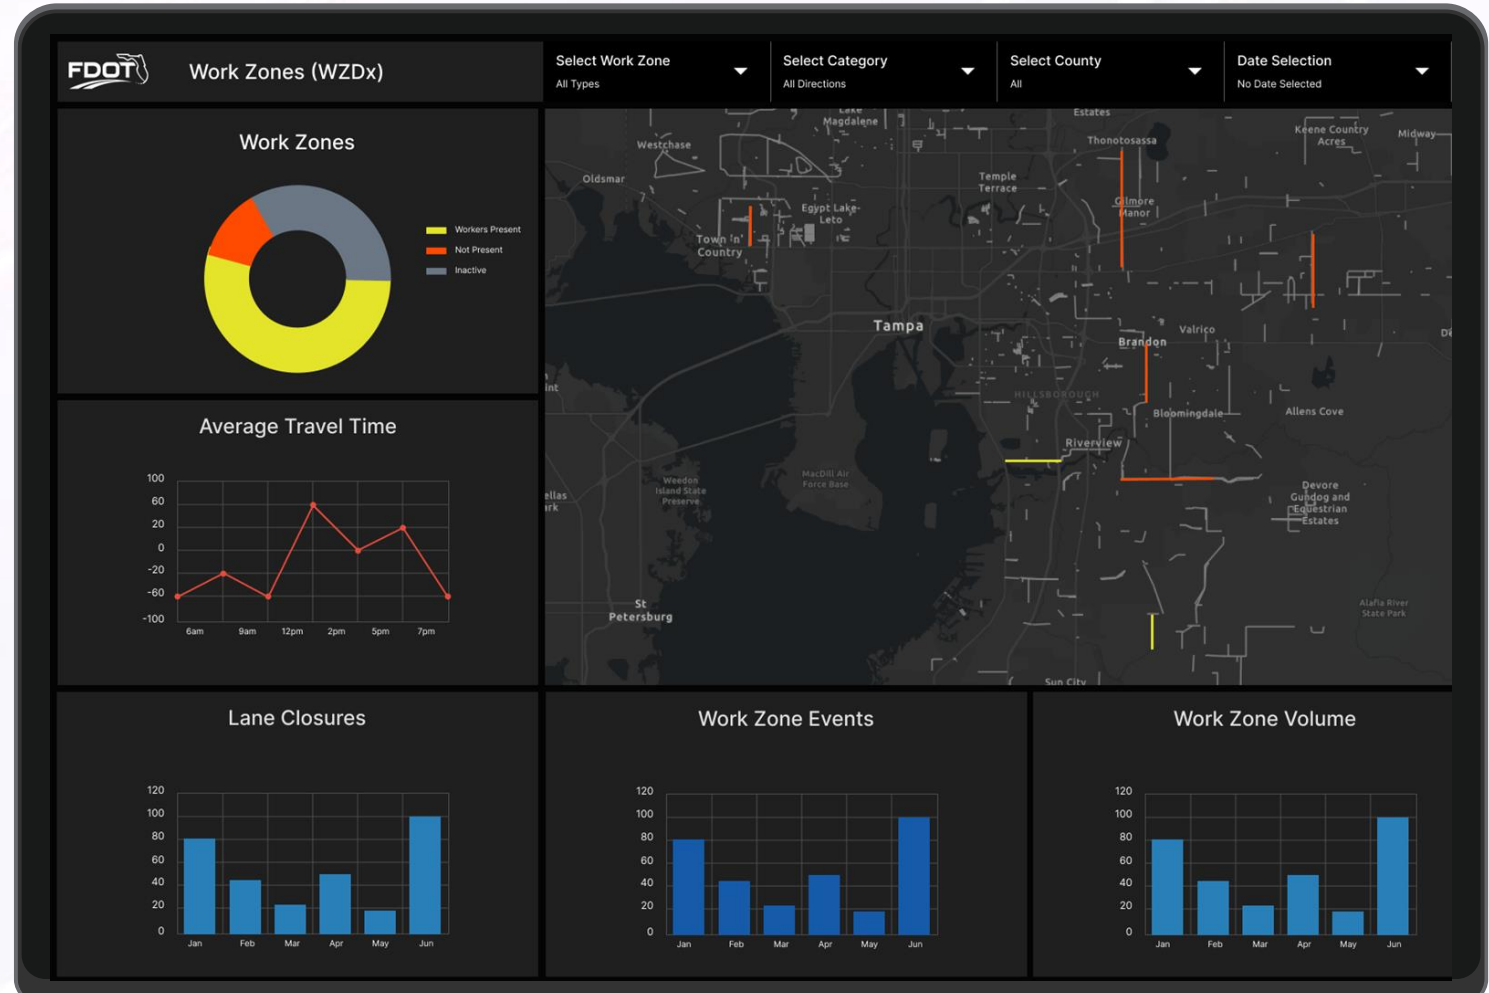 FDOT
Work Zones (WZDx)
Select Work Zone
All Types
Select Category
All Directions
Select County
All
Date Selection
No Date Selected
Work Zones
Workers Present
Not Present
Inactive
Average Travel Time
100
60
20
0
-20
-60
-100
6am
9am
12pm
2pm
5pm
7pm
Lake
Magdalene
Estates
Westchase
Thonotosassa
Keene Country
Acres
Midway
Oldsmar
Temple
Terrace
Egypt Lake-
Leto
Gilmore
Manor
Town 'n'
Country
Tampa
Valrico
Brandon
HILLSBOROUGH
Bloomingdale
Allens Cove
Riverview
MacDill Air
Force Base
Weedon
Island State
Preserve
Devore
Gundog and
Equestrian
Estates
St
Petersburg
Alafia River
State Park
Sun City
Lane Closures
120
100
80
60
40
20
0
Jan
Feb
Mar
Apr
May
Jun
Work Zone Events
120
100
80
60
40
20
0
Jan
Feb
Mar
Apr
May
Jun
Work Zone Volume
120
100
80
60
40
20
0
Jan
Feb
Mar
Apr
May
Jun